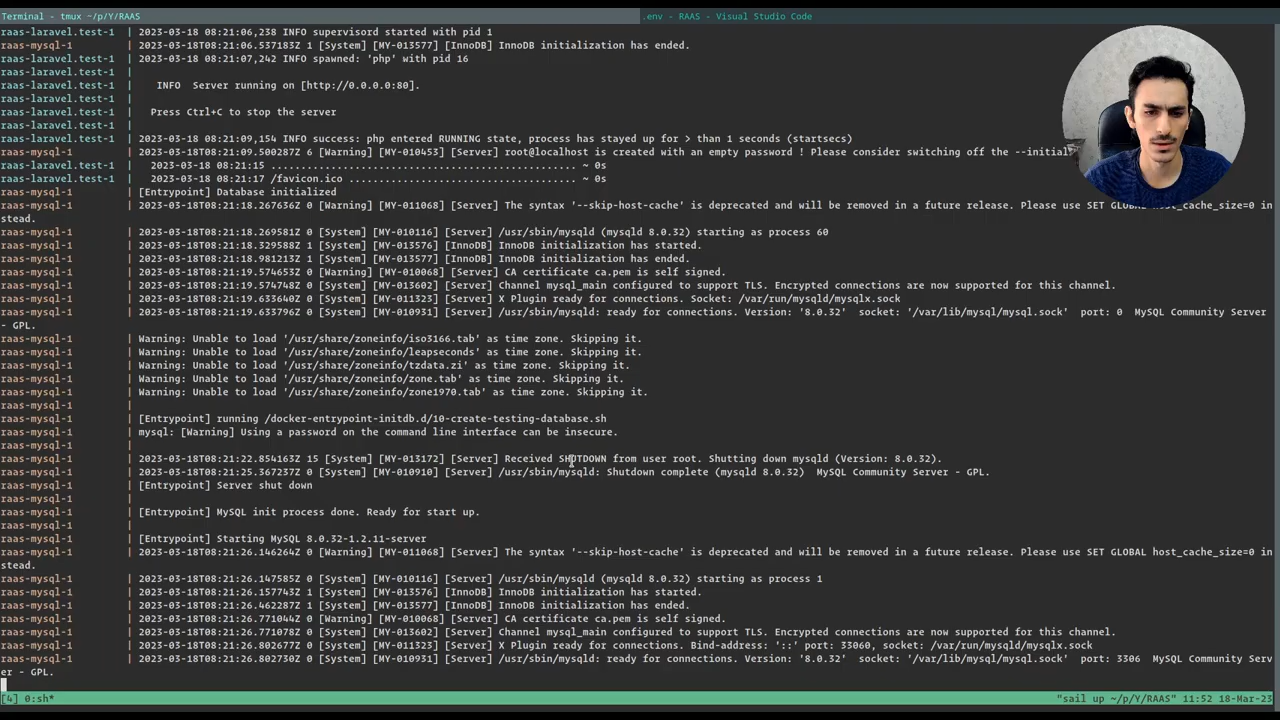 Terminal - tmux ~/p/Y/RAAS
.env - RAAS - Visual Studio Code
raas-laravel.test-1 | 2023-03-18 08:21:06,238 INFO supervisord started with pid 1
raas-mysql-1 | 2023-03-18T08:21:06.537183Z 1 [System] [MY-013577] [InnoDB] InnoDB initialization has ended.
raas-laravel.test-1 | 2023-03-18 08:21:07,242 INFO spawned: 'php' with pid 16
raas-laravel.test-1 |
raas-laravel.test-1 | INFO Server running on [http://0.0.0.0:80].
raas-laravel.test-1 |
raas-laravel.test-1 | Press Ctrl+C to stop the server
raas-laravel.test-1 |
raas-laravel.test-1 | 2023-03-18 08:21:09,154 INFO success: php entered RUNNING state, process has stayed up for > than 1 seconds (startsecs)
raas-mysql-1 | 2023-03-18T08:21:09.500287Z 6 [Warning] [MY-010453] [Server] root@localhost is created with an empty password ! Please consider switching off the --initial
raas-laravel.test-1 | 2023-03-18 08:21:15 ................................................... ~ 0s
raas-laravel.test-1 | 2023-03-18 08:21:17 /favicon.ico ...................................... ~ 0s
raas-mysql-1 | [Entrypoint] Database initialized
raas-mysql-1 | 2023-03-18T08:21:18.267636Z 0 [Warning] [MY-011068] [Server] The syntax '--skip-host-cache' is deprecated and will be removed in a future release. Please use SET GLOBAL host_cache_size=0 in
stead.
raas-mysql-1 | 2023-03-18T08:21:18.269581Z 0 [System] [MY-010116] [Server] /usr/sbin/mysqld (mysqld 8.0.32) starting as process 60
raas-mysql-1 | 2023-03-18T08:21:18.329588Z 1 [System] [MY-013576] [InnoDB] InnoDB initialization has started.
raas-mysql-1 | 2023-03-18T08:21:18.981213Z 1 [System] [MY-013577] [InnoDB] InnoDB initialization has ended.
raas-mysql-1 | 2023-03-18T08:21:19.574653Z 0 [Warning] [MY-010068] [Server] CA certificate ca.pem is self signed.
raas-mysql-1 | 2023-03-18T08:21:19.574748Z 0 [System] [MY-013602] [Server] Channel mysql_main configured to support TLS. Encrypted connections are now supported for this channel.
raas-mysql-1 | 2023-03-18T08:21:19.633640Z 0 [System] [MY-011323] [Server] X Plugin ready for connections. Socket: /var/run/mysqld/mysqlx.sock
raas-mysql-1 | 2023-03-18T08:21:19.633796Z 0 [System] [MY-010931] [Server] /usr/sbin/mysqld: ready for connections. Version: '8.0.32' socket: '/var/lib/mysql/mysql.sock' port: 0 MySQL Community Server
- GPL.
raas-mysql-1 | Warning: Unable to load '/usr/share/zoneinfo/iso3166.tab' as time zone. Skipping it.
raas-mysql-1 | Warning: Unable to load '/usr/share/zoneinfo/leapseconds' as time zone. Skipping it.
raas-mysql-1 | Warning: Unable to load '/usr/share/zoneinfo/tzdata.zi' as time zone. Skipping it.
raas-mysql-1 | Warning: Unable to load '/usr/share/zoneinfo/zone.tab' as time zone. Skipping it.
raas-mysql-1 | Warning: Unable to load '/usr/share/zoneinfo/zone1970.tab' as time zone. Skipping it.
raas-mysql-1 |
raas-mysql-1 | [Entrypoint] running /docker-entrypoint-initdb.d/10-create-testing-database.sh
raas-mysql-1 | mysql: [Warning] Using a password on the command line interface can be insecure.
raas-mysql-1 |
raas-mysql-1 | 2023-03-18T08:21:22.854163Z 15 [System] [MY-013172] [Server] Received SHUTDOWN from user root. Shutting down mysqld (Version: 8.0.32).
raas-mysql-1 | 2023-03-18T08:21:25.367237Z 0 [System] [MY-010910] [Server] /usr/sbin/mysqld: Shutdown complete (mysqld 8.0.32) MySQL Community Server - GPL.
raas-mysql-1 | [Entrypoint] Server shut down
raas-mysql-1 |
raas-mysql-1 | [Entrypoint] MySQL init process done. Ready for start up.
raas-mysql-1 |
raas-mysql-1 | [Entrypoint] Starting MySQL 8.0.32-1.2.11-server
raas-mysql-1 | 2023-03-18T08:21:26.146264Z 0 [Warning] [MY-011068] [Server] The syntax '--skip-host-cache' is deprecated and will be removed in a future release. Please use SET GLOBAL host_cache_size=0 in
stead.
raas-mysql-1 | 2023-03-18T08:21:26.147585Z 0 [System] [MY-010116] [Server] /usr/sbin/mysqld (mysqld 8.0.32) starting as process 1
raas-mysql-1 | 2023-03-18T08:21:26.157743Z 1 [System] [MY-013576] [InnoDB] InnoDB initialization has started.
raas-mysql-1 | 2023-03-18T08:21:26.462287Z 1 [System] [MY-013577] [InnoDB] InnoDB initialization has ended.
raas-mysql-1 | 2023-03-18T08:21:26.771044Z 0 [Warning] [MY-010068] [Server] CA certificate ca.pem is self signed.
raas-mysql-1 | 2023-03-18T08:21:26.771078Z 0 [System] [MY-013602] [Server] Channel mysql_main configured to support TLS. Encrypted connections are now supported for this channel.
raas-mysql-1 | 2023-03-18T08:21:26.802677Z 0 [System] [MY-011323] [Server] X Plugin ready for connections. Bind-address: '::' port: 33060, socket: /var/run/mysqld/mysqlx.sock
raas-mysql-1 | 2023-03-18T08:21:26.802730Z 0 [System] [MY-010931] [Server] /usr/sbin/mysqld: ready for connections. Version: '8.0.32' socket: '/var/lib/mysql/mysql.sock' port: 3306 MySQL Community Serv
er - GPL.
[4] 0:sh* "sail up ~/p/Y/RAAS" 11:52 18-Mar-23